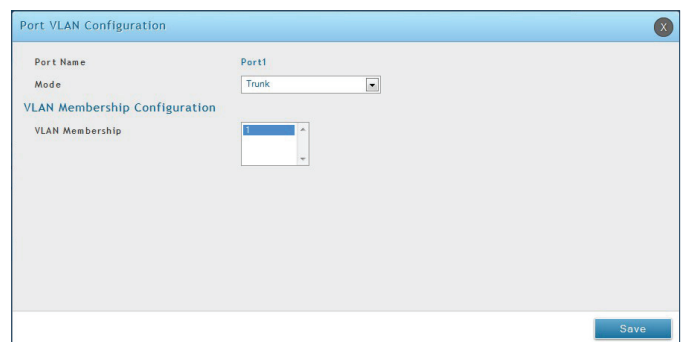 Port VLAN Configuration
X
Port Name Port1
Mode Trunk
VLAN Membership Configuration
VLAN Membership 1
Save